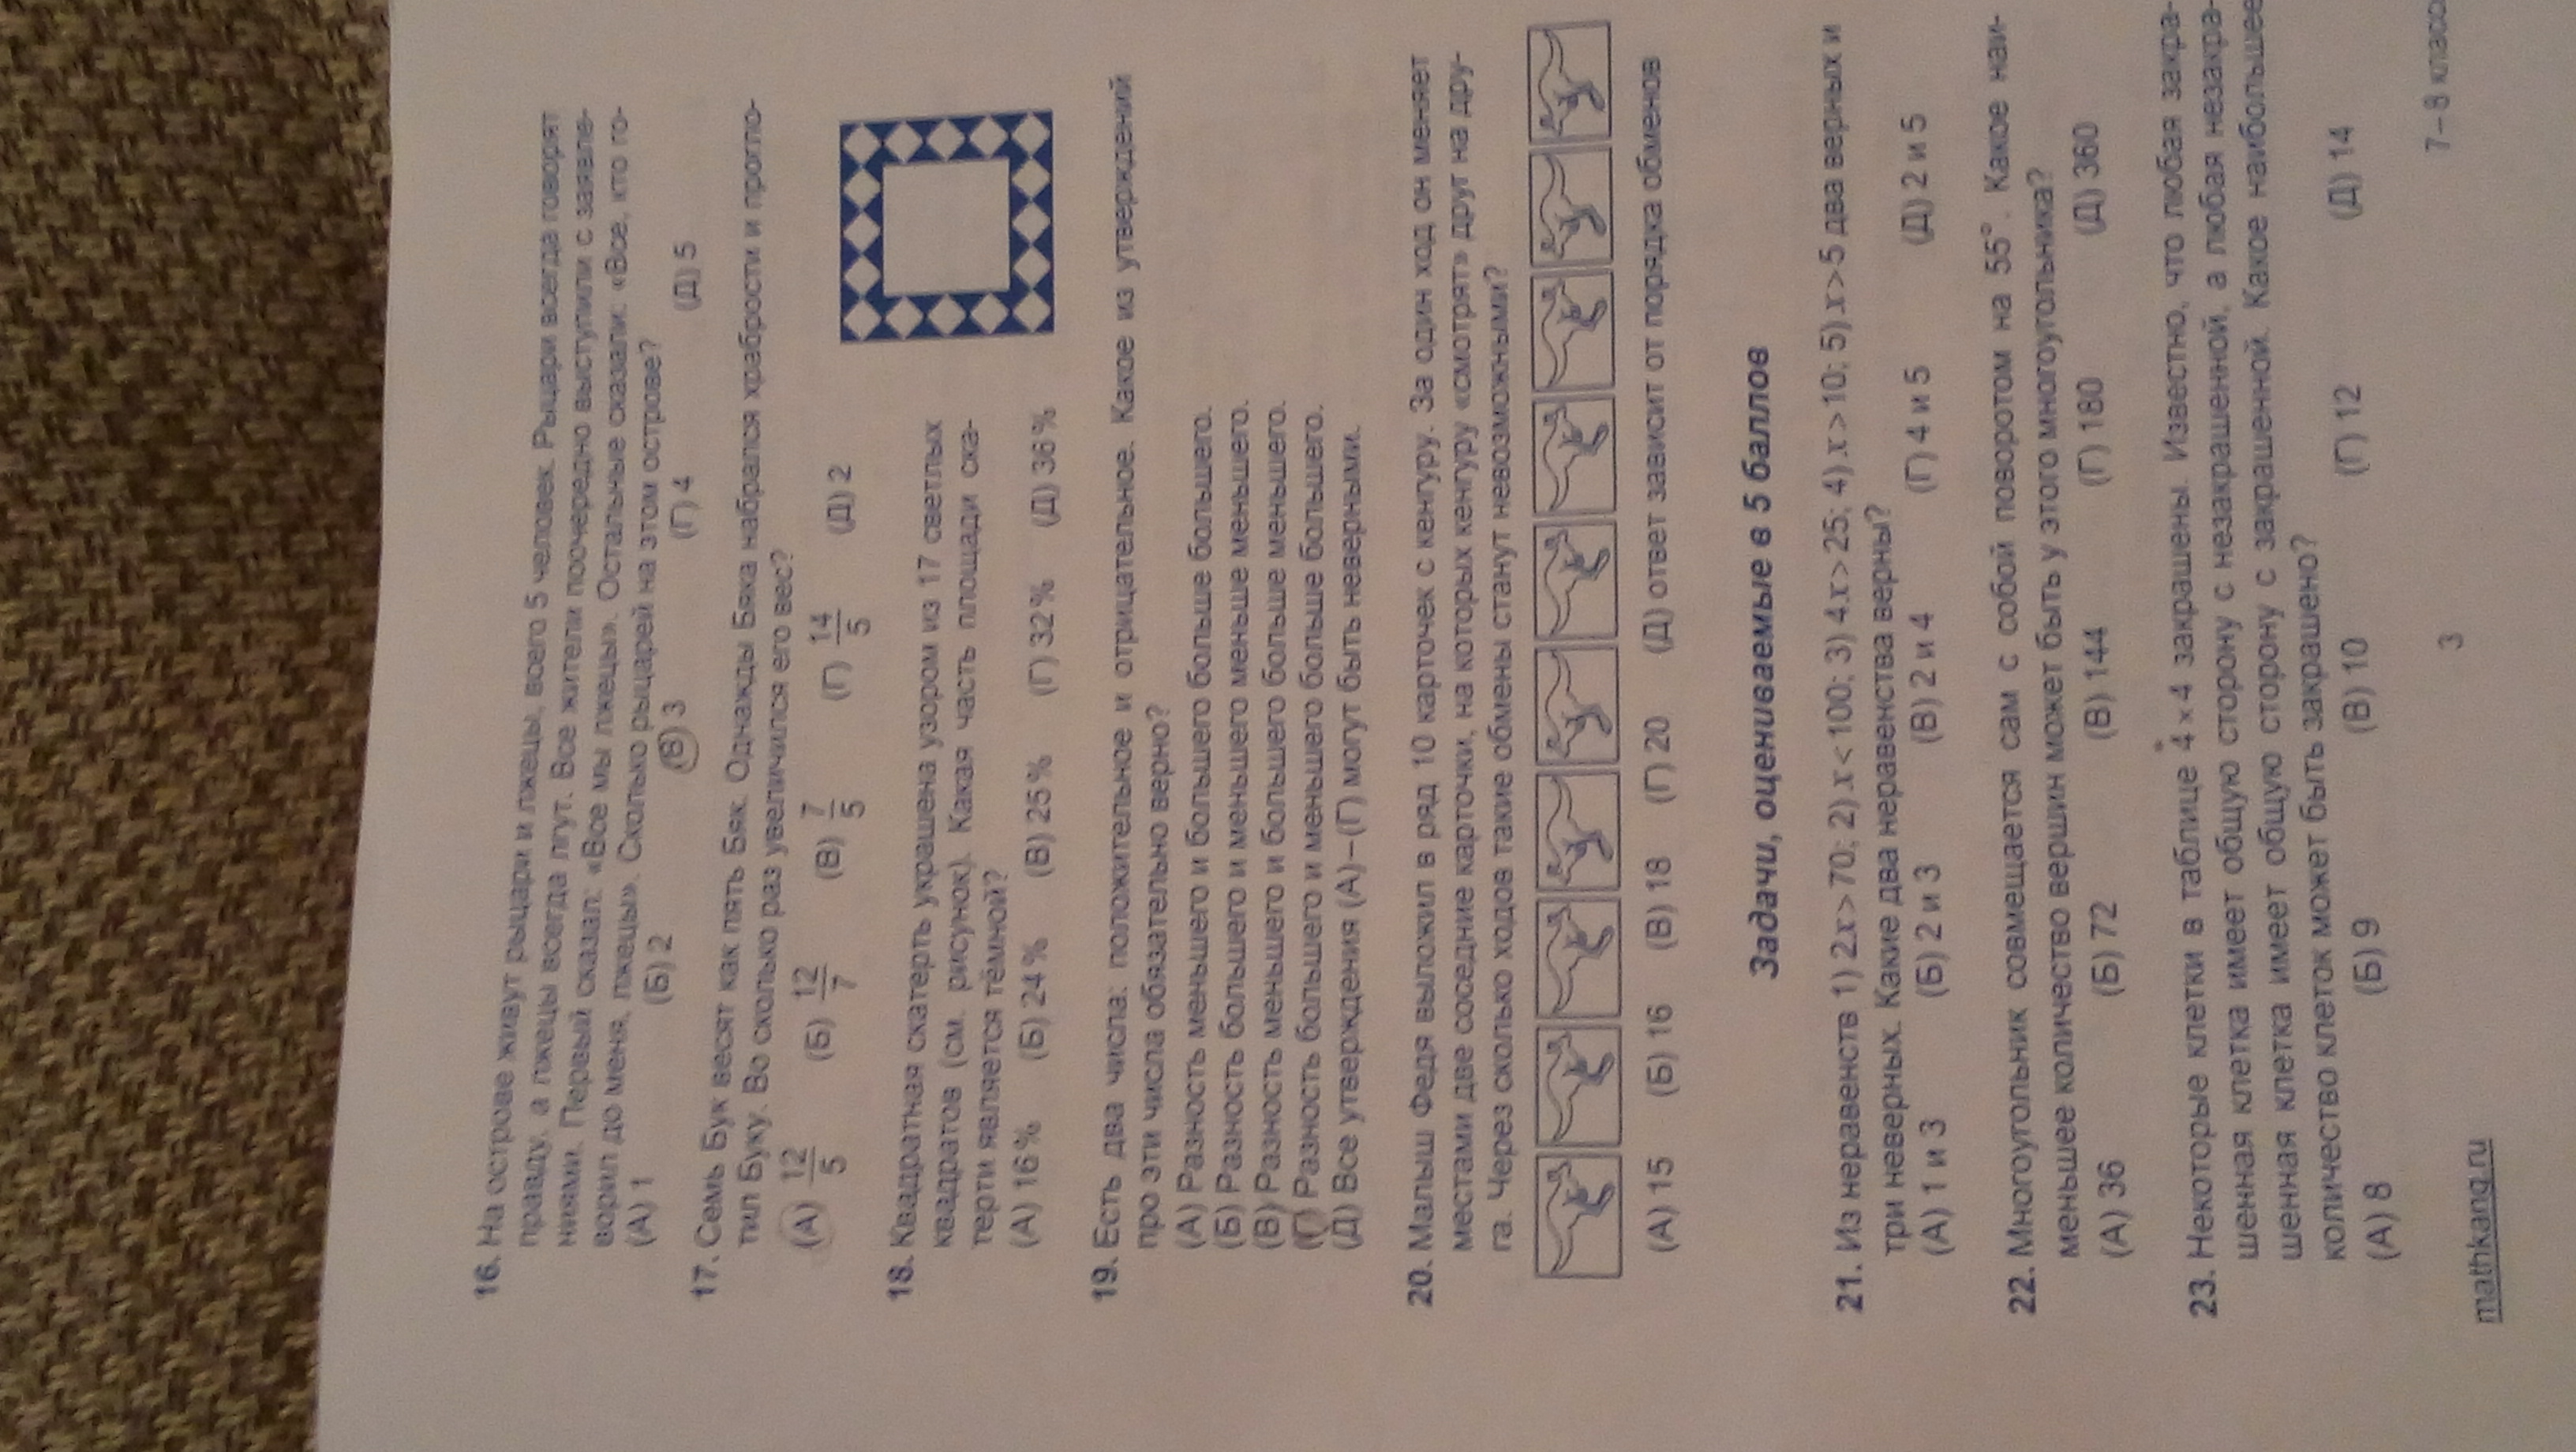 16. На острове живут рыцари и лжецы, всего 5 человек. Рыцари всегда говорят
правду, а лжецы всегда лгут. Все жители поочередно выступили с заявле-
ниями. Первый сказал: «Все мы лжецы». Остальные сказали: «Все, кто го-
ворил до меня, лжецы». Сколько рыцарей на этом острове?
(А) 1 (Б) 2 (В) 3 (Г) 4 (Д) 5
17. Семь Бук весят как пять Бяк. Однажды Бяка набрался храбрости и прогло-
тил Буку. Во сколько раз увеличился его вес?
(А) 12/5 (Б) 12/7 (В) 7/5 (Г) 14/5 (Д) 2
18. Квадратная скатерть украшена узором из 17 светлых
квадратов (см. рисунок). Какая часть площади ска-
терти является тёмной?
(А) 16 % (Б) 24 % (В) 25 % (Г) 32 % (Д) 36 %
19. Есть два числа: положительное и отрицательное. Какое из утверждений
про эти числа обязательно верно?
(А) Разность меньшего и большего больше большего.
(Б) Разность большего и меньшего меньше меньшего.
(В) Разность меньшего и большего больше меньшего.
(Г) Разность большего и меньшего больше большего.
(Д) Все утверждения (А)–(Г) могут быть неверными.
20. Малыш Федя выложил в ряд 10 карточек с кенгуру. За один ход он меняет
местами две соседние карточки, на которых кенгуру «смотрят» друг на дру-
га. Через сколько ходов такие обмены станут невозможными?
(А) 15 (Б) 16 (В) 18 (Г) 20 (Д) ответ зависит от порядка обменов
Задачи, оцениваемые в 5 баллов
21. Из неравенств 1) 2x > 70; 2) x < 100; 3) 4x > 25; 4) x > 10; 5) x > 5 два верных и
три неверных. Какие два неравенства верны?
(А) 1 и 3 (Б) 2 и 3 (В) 2 и 4 (Г) 4 и 5 (Д) 2 и 5
22. Многоугольник совмещается сам с собой поворотом на 55°. Какое наи-
меньшее количество вершин может быть у этого многоугольника?
(А) 36 (Б) 72 (В) 144 (Г) 180 (Д) 360
23. Некоторые клетки в таблице 4 × 4 закрашены. Известно, что любая закра-
шенная клетка имеет общую сторону с незакрашенной, а любая незакра-
шенная клетка имеет общую сторону с закрашенной. Какое наибольшее
количество клеток может быть закрашено?
(А) 8 (Б) 9 (В) 10 (Г) 12 (Д) 14
mathkang.ru 3 7–8 класс